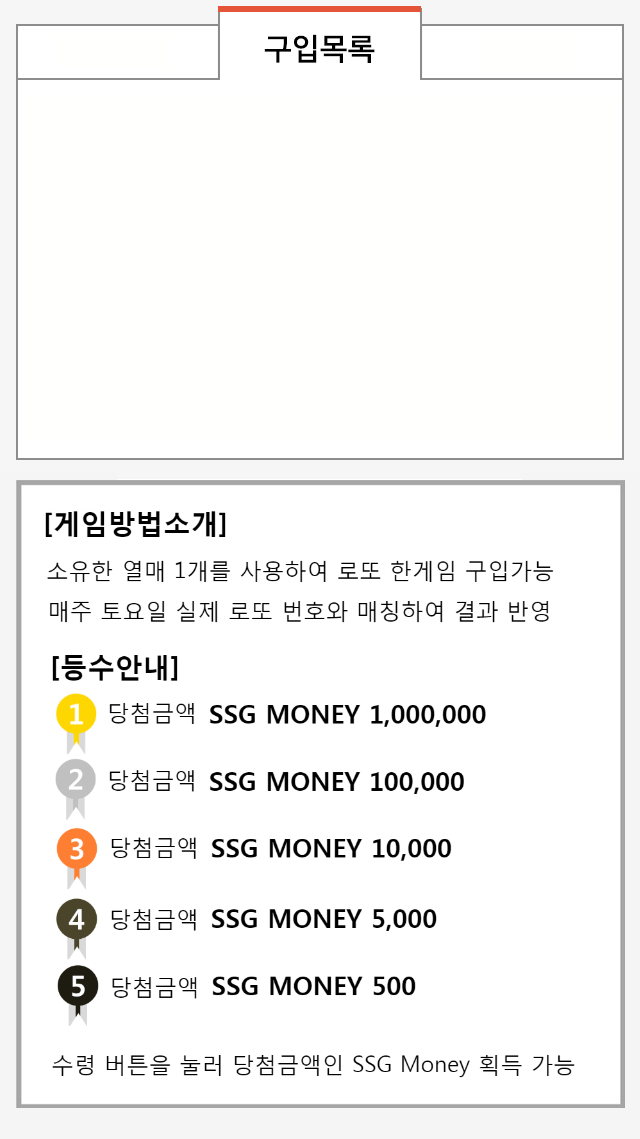 구입목록
[게임방법소개]
소유한 열매 1개를 사용하여 로또 한게임 구입가능
매주 토요일 실제 로또 번호와 매칭하여 결과 반영
[등수안내]
1 당첨금액 SSG MONEY 1,000,000
2 당첨금액 SSG MONEY 100,000
3 당첨금액 SSG MONEY 10,000
4 당첨금액 SSG MONEY 5,000
5 당첨금액 SSG MONEY 500
수령 버튼을 눌러 당첨금액인 SSG Money 획득 가능